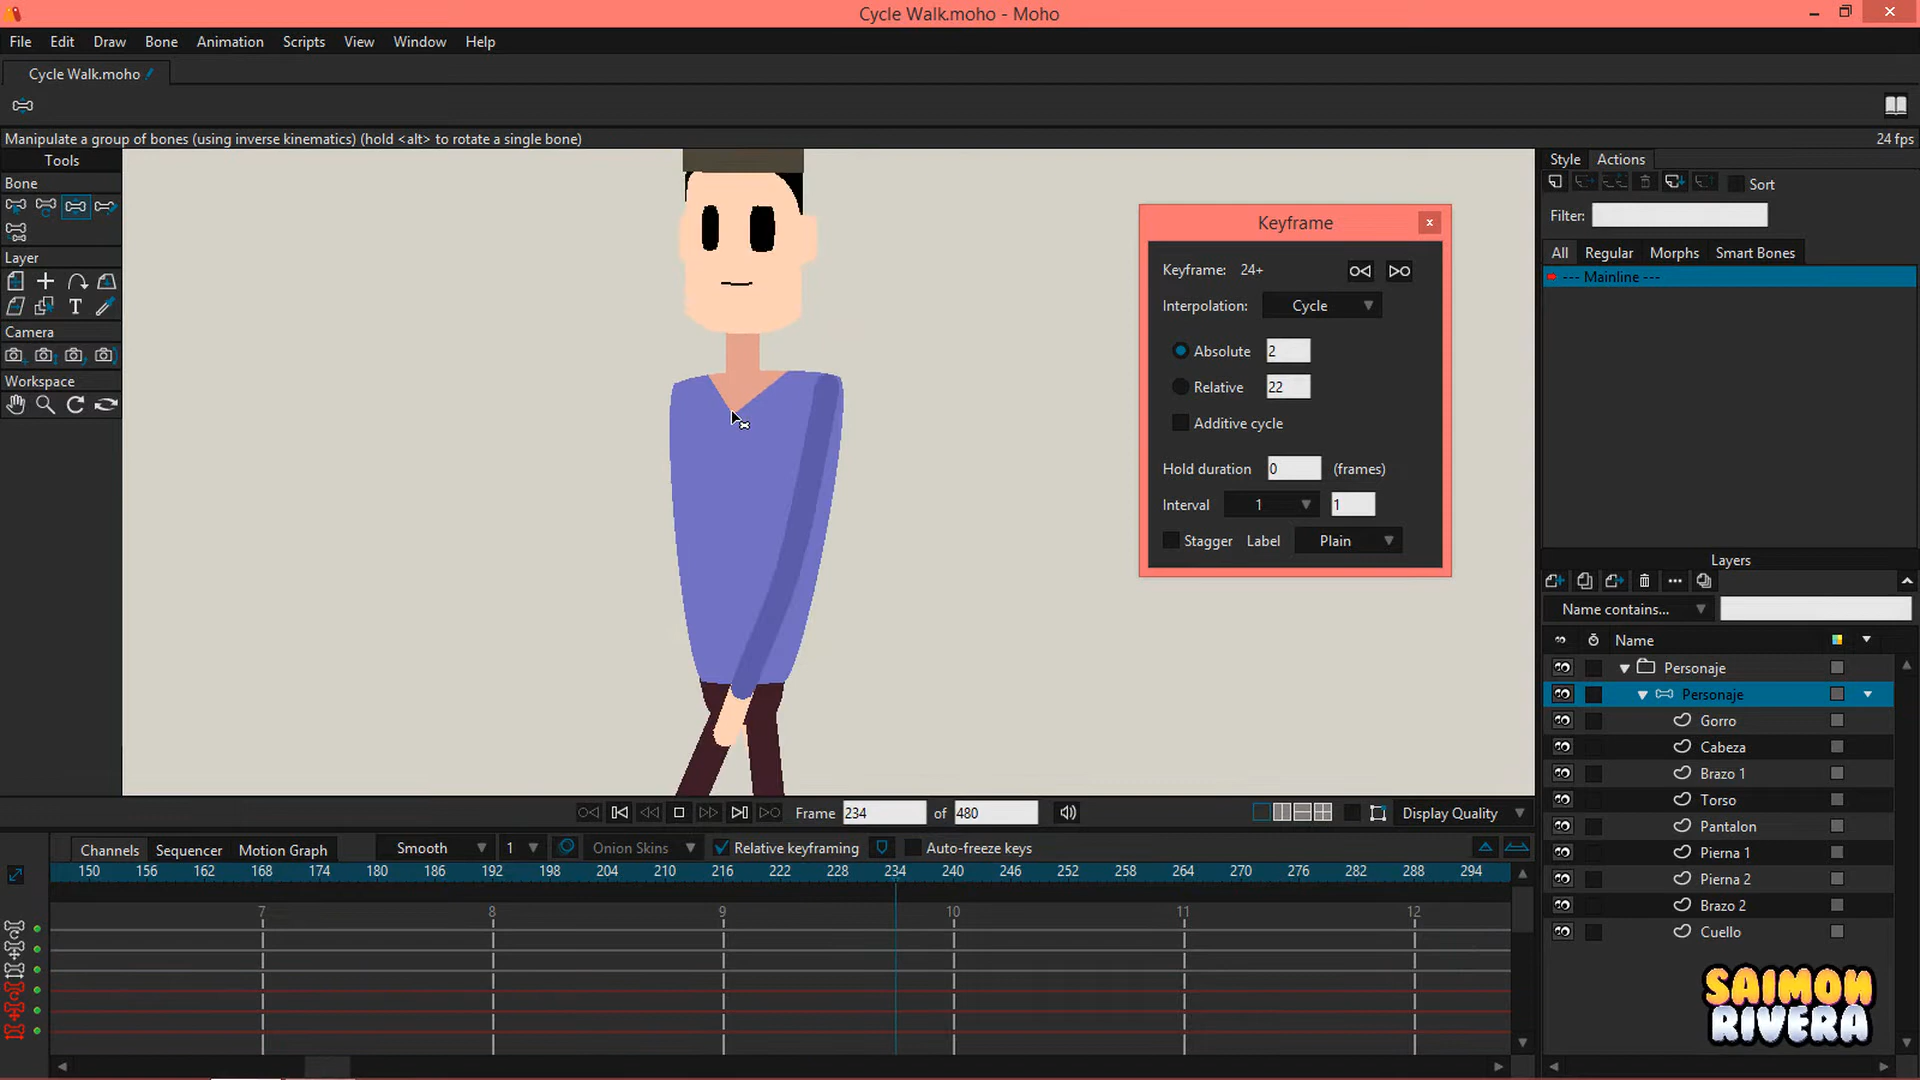 Cycle Walk.moho - Moho
File Edit Draw Bone Animation Scripts View Window Help
Cycle Walk.moho
Manipulate a group of bones (using inverse kinematics) (hold <alt> to rotate a single bone)
24 fps
Tools
Bone
Layer
T
Camera
Workspace
Style Actions
Sort
Filter:
All Regular Morphs Smart Bones
--- Mainline ---
Keyframe
x
Keyframe: 24+
Interpolation: Cycle
Absolute 2
Relative 22
Additive cycle
Hold duration 0 (frames)
Interval 1 1
Stagger Label Plain
Layers
Name contains...
Name
Personaje
Personaje
Gorro
Cabeza
Brazo 1
Torso
Pantalon
Pierna 1
Pierna 2
Brazo 2
Cuello
Frame 234 of 480
Display Quality
Channels Sequencer Motion Graph Smooth 1 Onion Skins Relative keyframing Auto-freeze keys
150 156 162 168 174 180 186 192 198 204 210 216 222 228 234 240 246 252 258 264 270 276 282 288 294
7 8 9 10 11 12
SAIMON
RIVERA